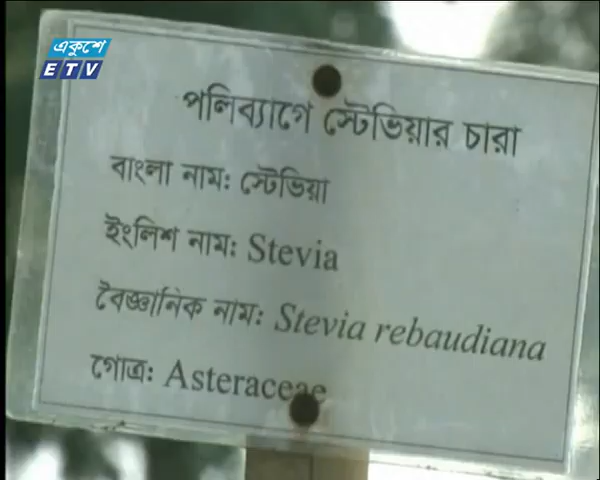 একুশে
ETV
পলিব্যাগে স্টেভিয়ার চারা
বাংলা নাম: স্টেভিয়া
ইংলিশ নাম: Stevia
বৈজ্ঞানিক নাম: Stevia rebaudiana
গোত্র: Asteraceae